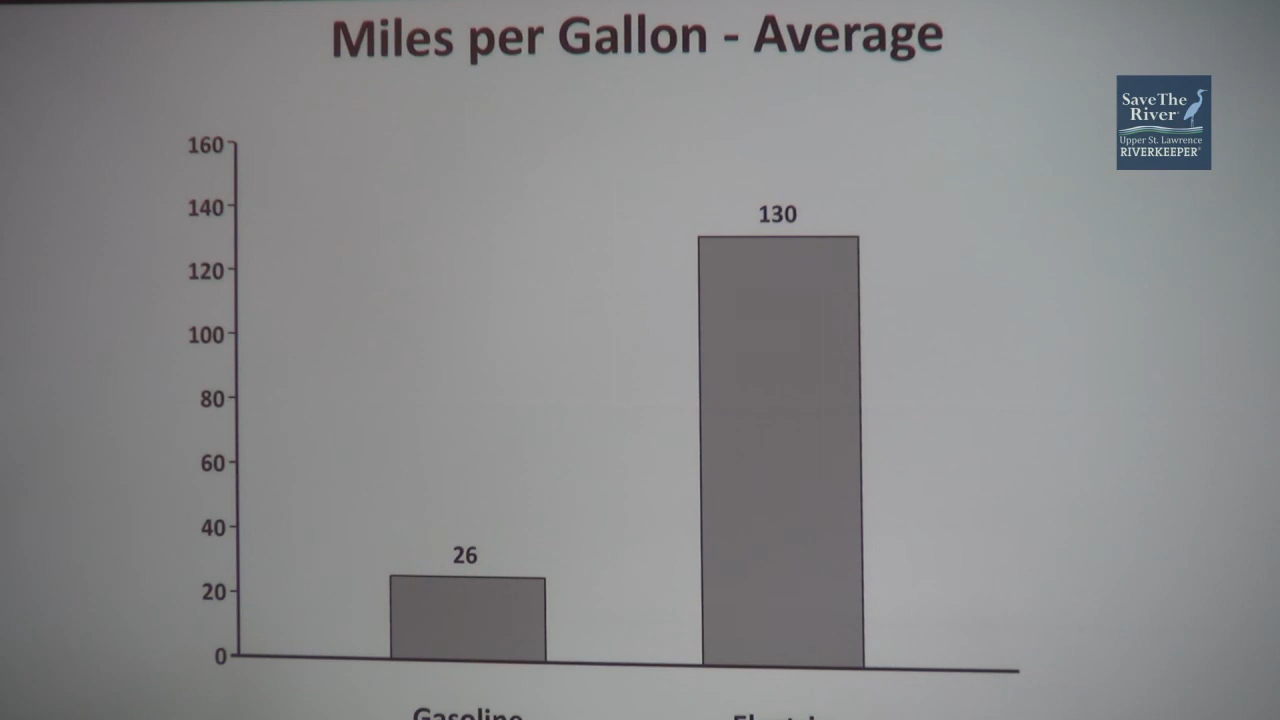 Miles per Gallon - Average
Save The
River
Upper St. Lawrence
RIVERKEEPER®
160
140
120
100
80
60
40
20
0
130
26
Gasoline